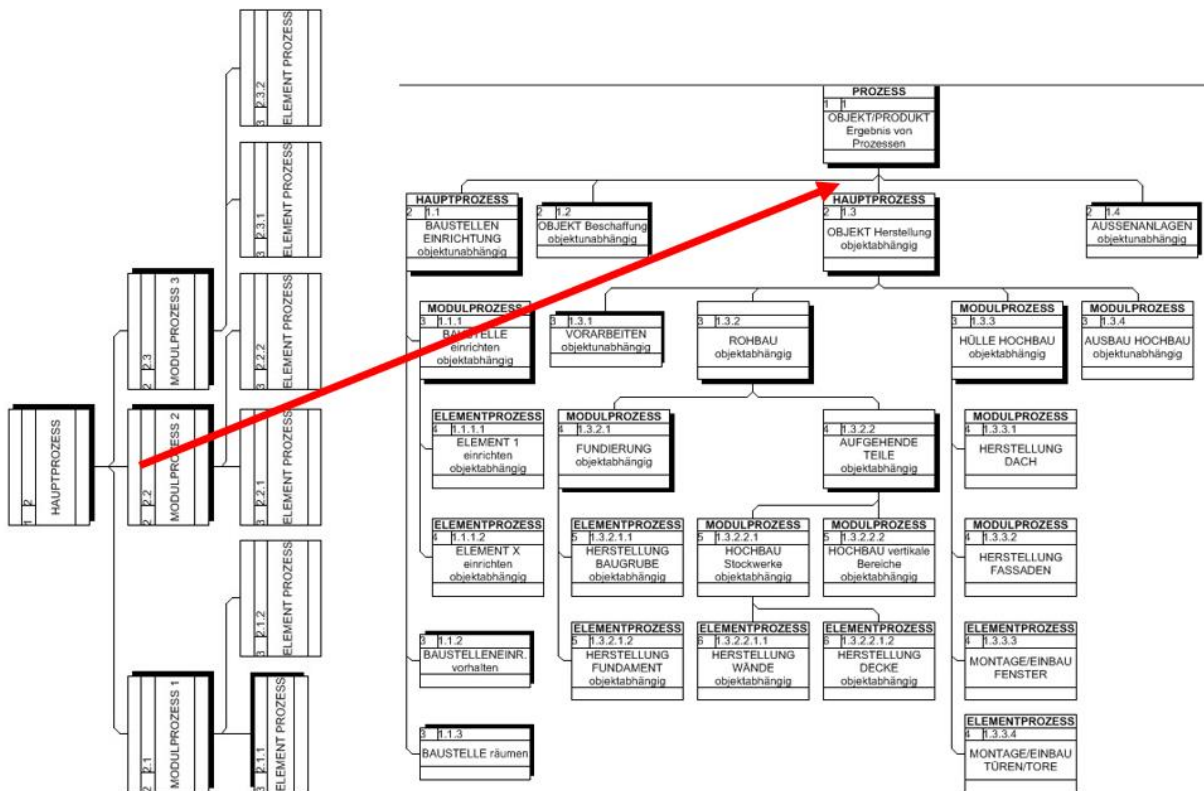 3 2.3.2
ELEMENT PROZESS
3 2.3.1
ELEMENT PROZESS
2 2.3
MODULPROZESS 3
3 2.2.2
ELEMENT PROZESS
1 2
HAUPTPROZESS
2 2.2
MODULPROZESS 2
3 2.2.1
ELEMENT PROZESS
3 2.1.2
ELEMENT PROZESS
2 2.1
MODULPROZESS 1
3 2.1.1
ELEMENT PROZESS
PROZESS
1 1
OBJEKT/PRODUKT
Ergebnis von
Prozessen
HAUPTPROZESS
2 1.1
BAUSTELLEN
EINRICHTUNG
objektunabhängig
2 1.2
OBJEKT Beschaffung
objektunabhängig
HAUPTPROZESS
2 1.3
OBJEKT Herstellung
objektabhängig
2 1.4
AUSSENANLAGEN
objektunabhängig
MODULPROZESS
3 1.1.1
BAUSTELLE
einrichten
objektabhängig
3 1.3.1
VORARBEITEN
objektunabhängig
3 1.3.2
ROHBAU
objektabhängig
MODULPROZESS
3 1.3.3
HÜLLE HOCHBAU
objektabhängig
3 1.3.4
AUSBAU HOCHBAU
objektunabhängig
ELEMENTPROZESS
4 1.1.1.1
ELEMENT 1
einrichten
objektabhängig
MODULPROZESS
4 1.3.2.1
FUNDIERUNG
objektabhängig
4 1.3.2.2
AUFGEHENDE
TEILE
objektabhängig
MODULPROZESS
4 1.3.3.1
HERSTELLUNG
DACH
ELEMENTPROZESS
4 1.1.1.2
ELEMENT X
einrichten
objektabhängig
ELEMENTPROZESS
5 1.3.2.1.1
HERSTELLUNG
BAUGRUBE
objektabhängig
MODULPROZESS
5 1.3.2.2.1
HOCHBAU
Stockwerke
objektabhängig
MODULPROZESS
5 1.3.2.2.2
HOCHBAU vertikale
Bereiche
objektabhängig
MODULPROZESS
4 1.3.3.2
HERSTELLUNG
FASSADEN
3 1.1.2
BAUSTELLENEINR.
vorhalten
ELEMENTPROZESS
5 1.3.2.1.2
HERSTELLUNG
FUNDAMENT
objektabhängig
ELEMENTPROZESS
6 1.3.2.2.1.1
HERSTELLUNG
WÄNDE
objektabhängig
ELEMENTPROZESS
6 1.3.2.2.1.2
HERSTELLUNG
DECKE
objektabhängig
ELEMENTPROZESS
4 1.3.3.3
MONTAGE/EINBAU
FENSTER
3 1.1.3
BAUSTELLE räumen
ELEMENTPROZESS
4 1.3.3.4
MONTAGE/EINBAU
TÜREN/TORE